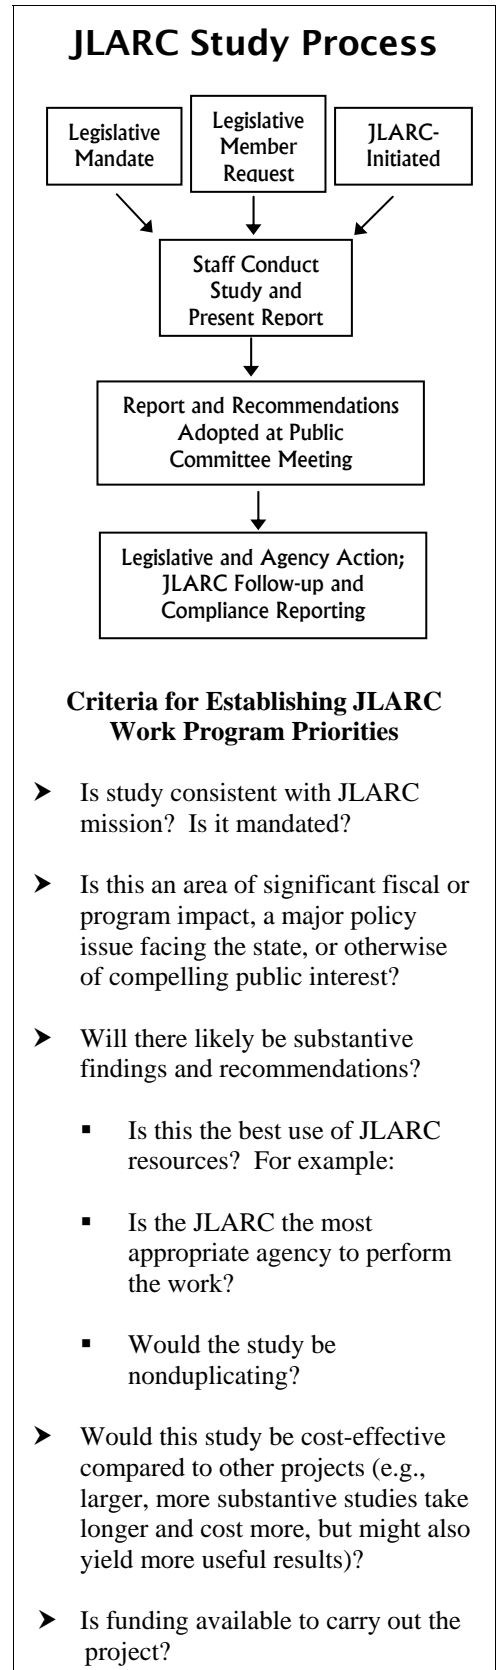 JLARC Study Process
Legislative
Mandate
Legislative
Member
Request
JLARC-
Initiated
Staff Conduct
Study and
Present Report
Report and Recommendations
Adopted at Public
Committee Meeting
Legislative and Agency Action;
JLARC Follow-up and
Compliance Reporting
Criteria for Establishing JLARC
Work Program Priorities
➤ Is study consistent with JLARC
mission? Is it mandated?
➤ Is this an area of significant fiscal or
program impact, a major policy
issue facing the state, or otherwise
of compelling public interest?
➤ Will there likely be substantive
findings and recommendations?
▪ Is this the best use of JLARC
resources? For example:
▪ Is the JLARC the most
appropriate agency to perform
the work?
▪ Would the study be
nonduplicating?
➤ Would this study be cost-effective
compared to other projects (e.g.,
larger, more substantive studies take
longer and cost more, but might also
yield more useful results)?
➤ Is funding available to carry out the
project?